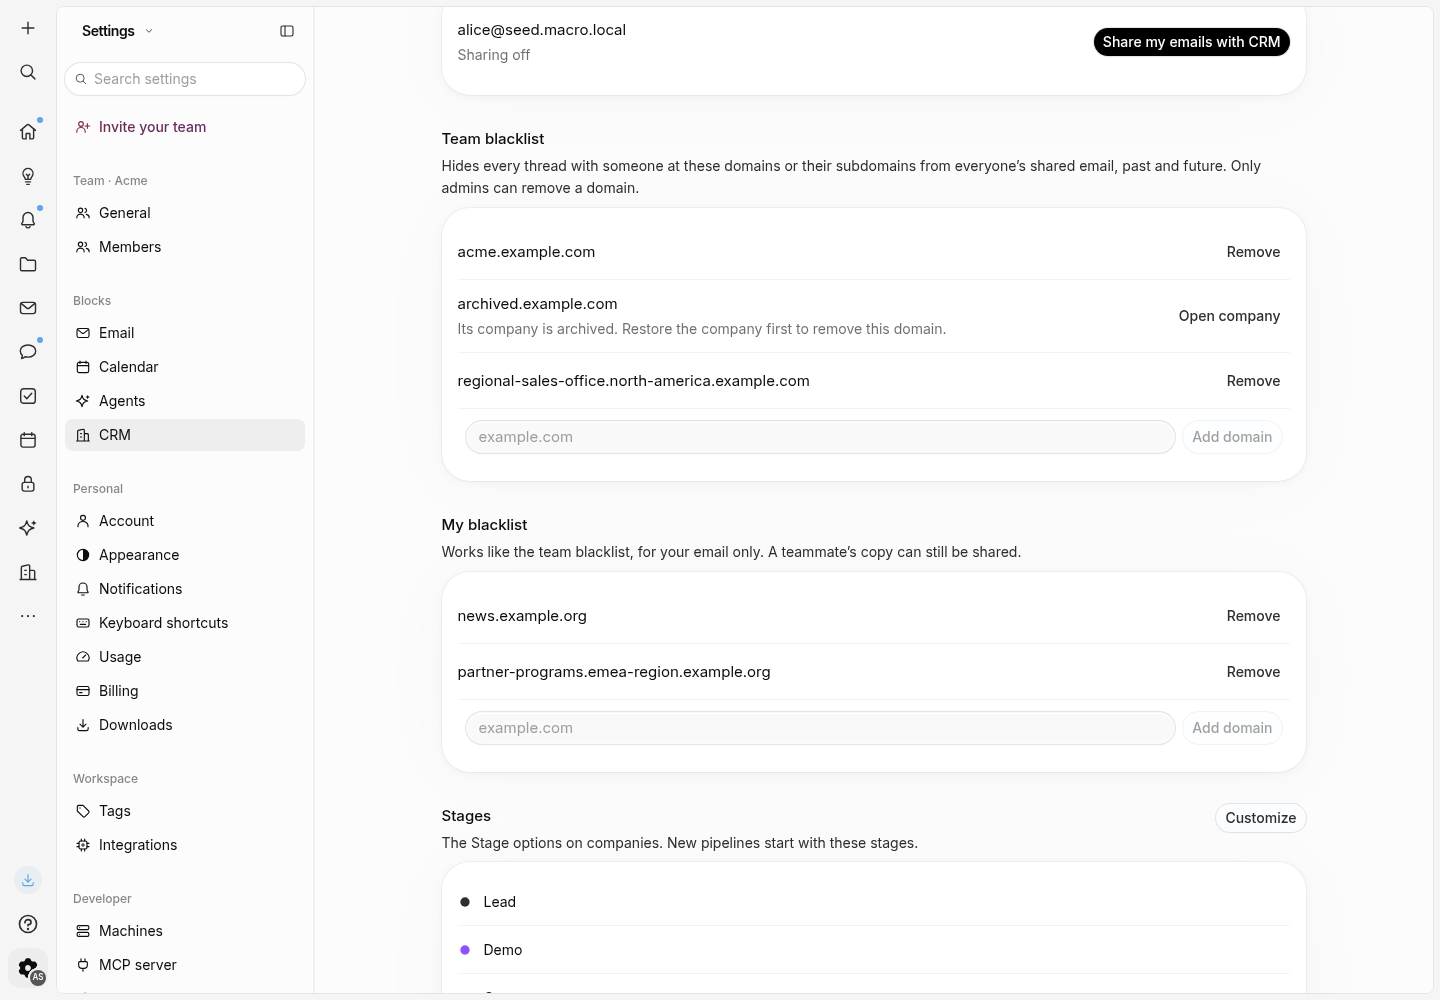 Settings
Search settings
Invite your team
Team · Acme
General
Members
Blocks
Email
Calendar
Agents
CRM
Personal
Account
Appearance
Notifications
Keyboard shortcuts
Usage
Billing
Downloads
Workspace
Tags
Integrations
Developer
Machines
MCP server
AS
alice@seed.macro.local
Sharing off
Share my emails with CRM
Team blacklist
Hides every thread with someone at these domains or their subdomains from everyone’s shared email, past and future. Only
admins can remove a domain.
acme.example.com
Remove
archived.example.com
Its company is archived. Restore the company first to remove this domain.
Open company
regional-sales-office.north-america.example.com
Remove
example.com
Add domain
My blacklist
Works like the team blacklist, for your email only. A teammate’s copy can still be shared.
news.example.org
Remove
partner-programs.emea-region.example.org
Remove
example.com
Add domain
Stages
Customize
The Stage options on companies. New pipelines start with these stages.
Lead
Demo